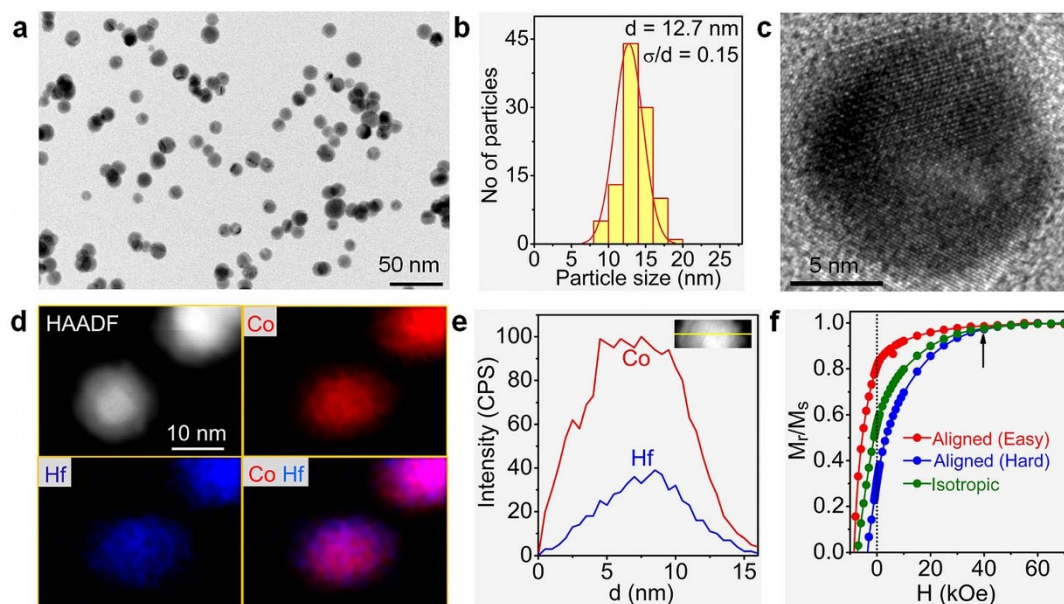 a
50 nm
b
d = 12.7 nm
σ/d = 0.15
45
30
15
0
0 5 10 15 20 25
No of particles
Particle size (nm)
c
5 nm
d
HAADF
Co
10 nm
Hf
Co Hf
e
100
80
60
40
20
0
0 5 10 15
Co
Hf
Intensity (CPS)
d (nm)
f
1.0
0.8
0.6
0.4
0.2
0.0
0 20 40 60
Aligned (Easy)
Aligned (Hard)
Isotropic
Mr/Ms
H (kOe)